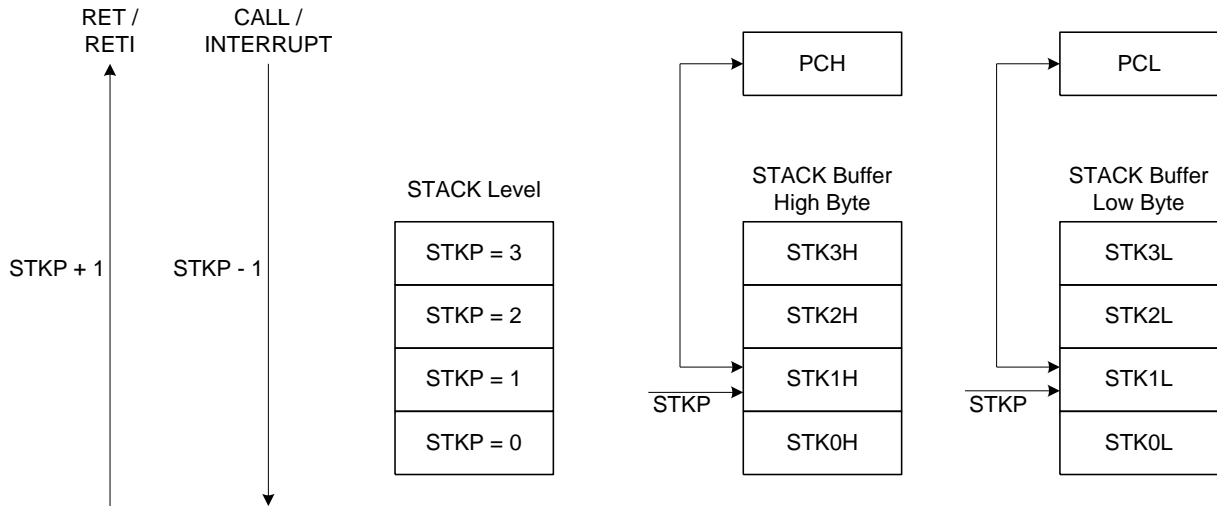 RET /
RETI
CALL /
INTERRUPT
STKP + 1
STKP - 1
STACK Level
STKP = 3
STKP = 2
STKP = 1
STKP = 0
PCH
STACK Buffer
High Byte
STK3H
STK2H
STK1H
STK0H
STKP
PCL
STACK Buffer
Low Byte
STK3L
STK2L
STK1L
STK0L
STKP